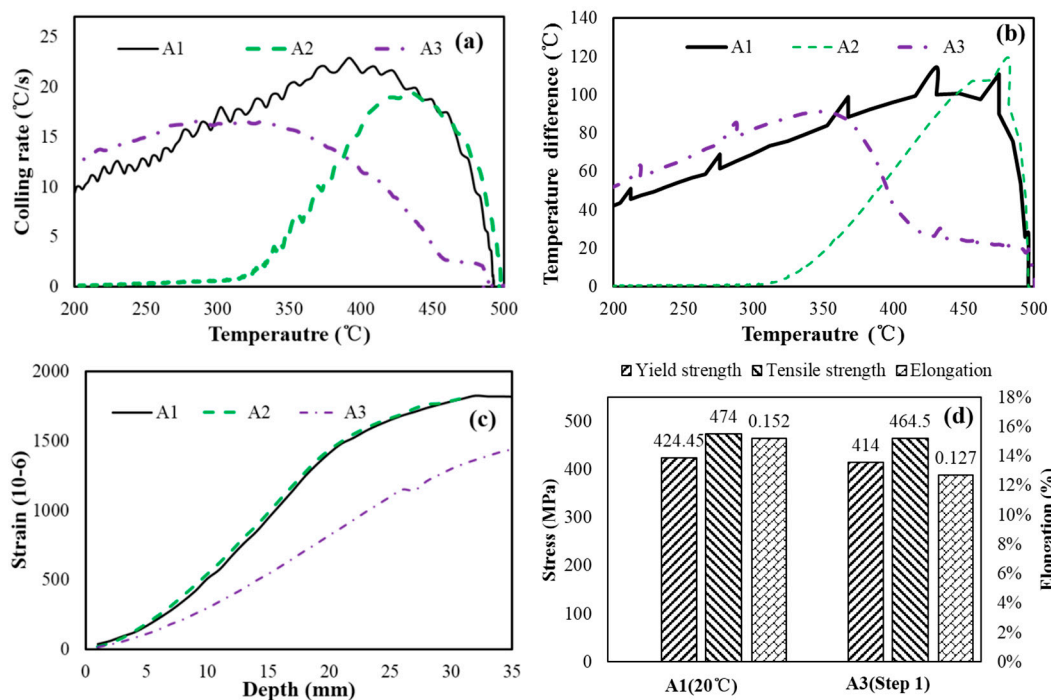 A1 A2 A3 (a)
Colling rate (℃/s)
25
20
15
10
5
0
200 250 300 350 400 450 500
Temperautre (℃)
A1 A2 A3 (b)
Temperature difference (℃)
140
120
100
80
60
40
20
0
200 250 300 350 400 450 500
Temperautre (℃)
A1 A2 A3 (c)
Strain (10-6)
2000
1500
1000
500
0
0 5 10 15 20 25 30 35
Depth (mm)
Yield strength Tensile strength Elongation
(d)
Stress (MPa)
500
400
300
200
100
0
424.45 474 0.152
414 464.5 0.127
18%
16%
14%
12%
10%
8%
6%
4%
2%
0%
Elongation (%)
A1(20℃) A3(Step 1)